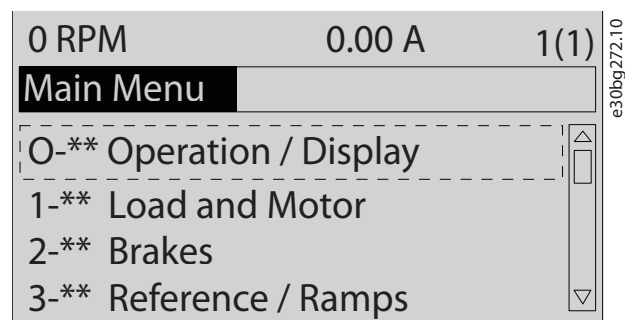 0 RPM 0.00 A 1(1)
Main Menu
O-** Operation / Display
1-** Load and Motor
2-** Brakes
3-** Reference / Ramps
e30bg272.10